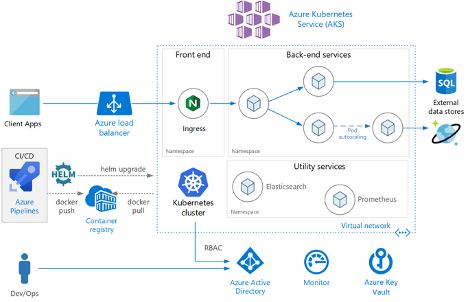 Azure Kubernetes
Service (AKS)
Front end
Back-end services
Client Apps
Azure load
balancer
Ingress
Namespace
Namespace
Pod
autoscaling
SQL
External
data stores
CI/CD
Azure
Pipelines
HELM
helm upgrade
docker
push
Container
registry
docker
pull
Kubernetes
cluster
Utility services
Elasticsearch
Prometheus
Namespace
Virtual network
RBAC
Dev/Ops
Azure Active
Directory
Monitor
Azure Key
Vault